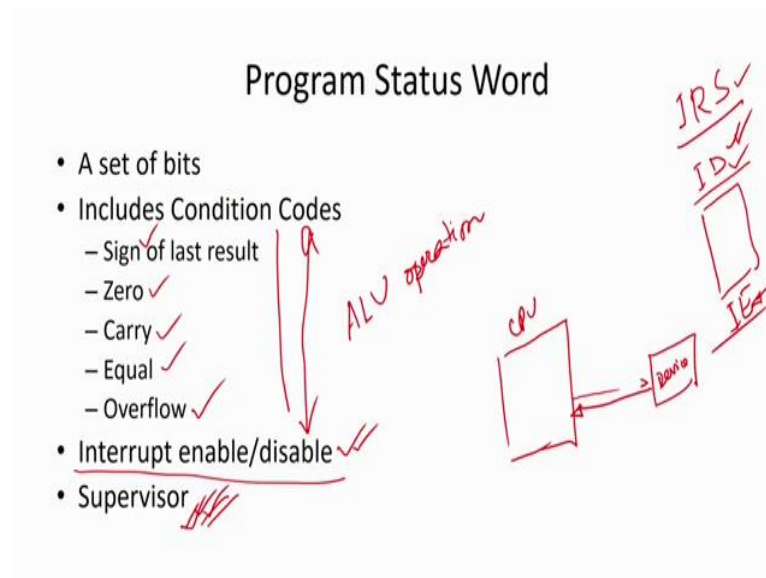 Program Status Word
• A set of bits
• Includes Condition Codes
– Sign of last result
– Zero
– Carry
– Equal
– Overflow
• Interrupt enable/disable
• Supervisor
ALU operation
CPU
Device
IRS
ID
IE